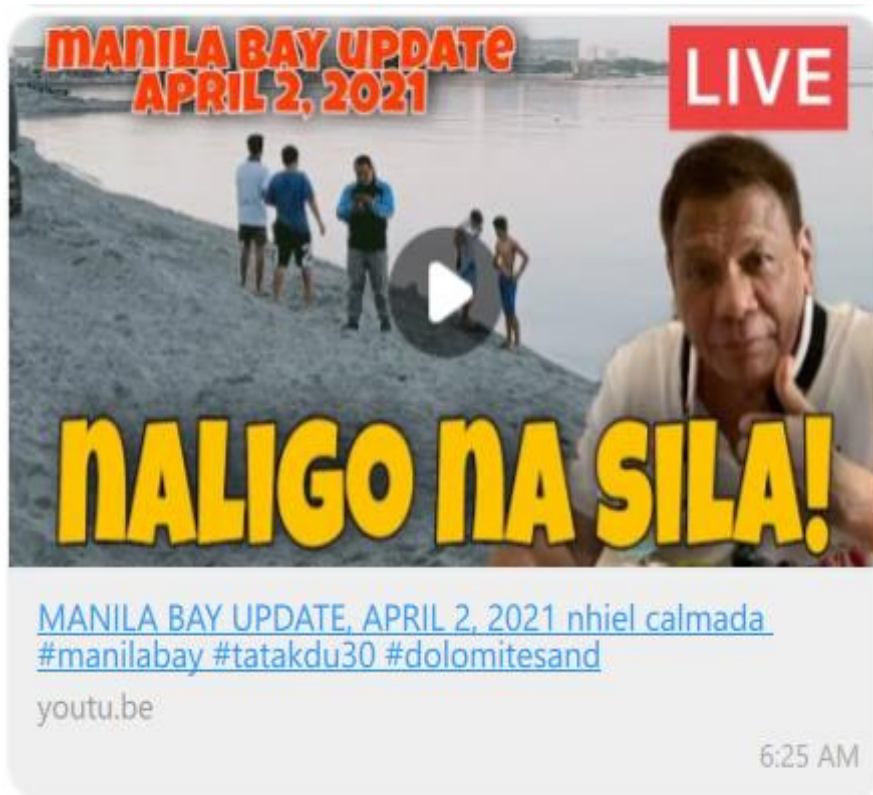 MANILA BAY UPDATE
APRIL 2, 2021
LIVE
NALIGO NA SILA!
MANILA BAY UPDATE, APRIL 2, 2021 nhiel calmada
#manilabay #tatakdu30 #dolomitesand
youtu.be
6:25 AM